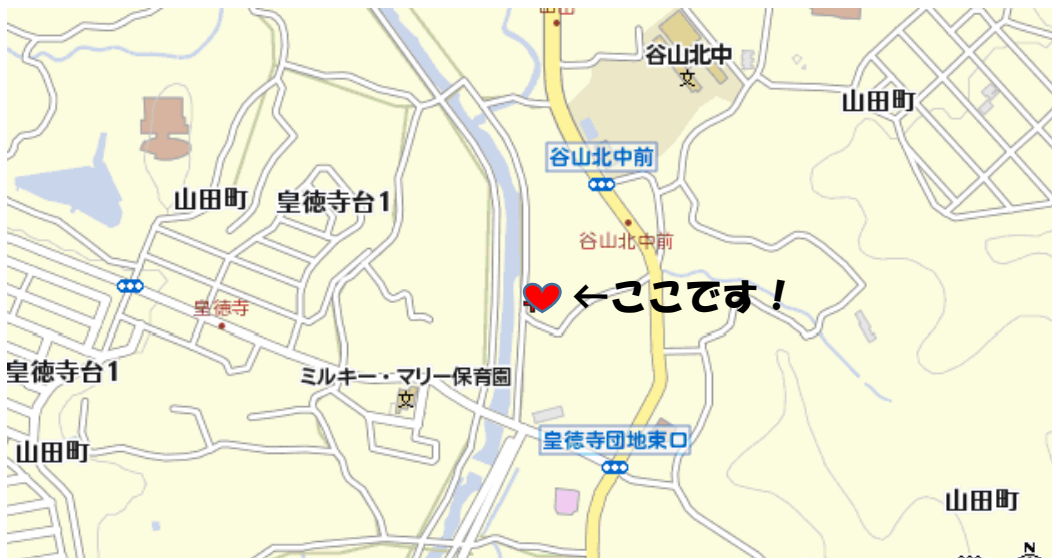 谷山北中
山田町
谷山北中前
山田町
皇徳寺台1
谷山北中前
←ここです！
皇徳寺
皇徳寺台1
ミルキー・マリー保育園
皇徳寺団地東口
山田町
山田町
N